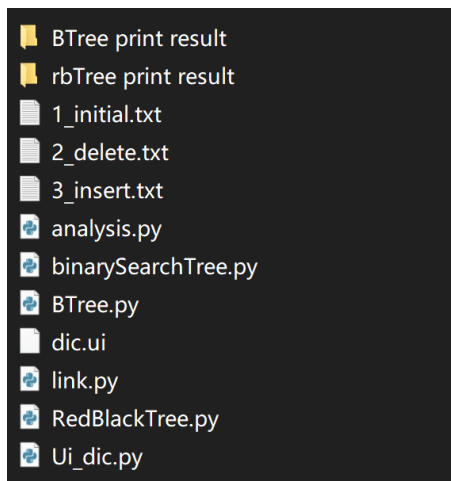 BTree print result
rbTree print result
1_initial.txt
2_delete.txt
3_insert.txt
analysis.py
binarySearchTree.py
BTree.py
dic.ui
link.py
RedBlackTree.py
Ui_dic.py